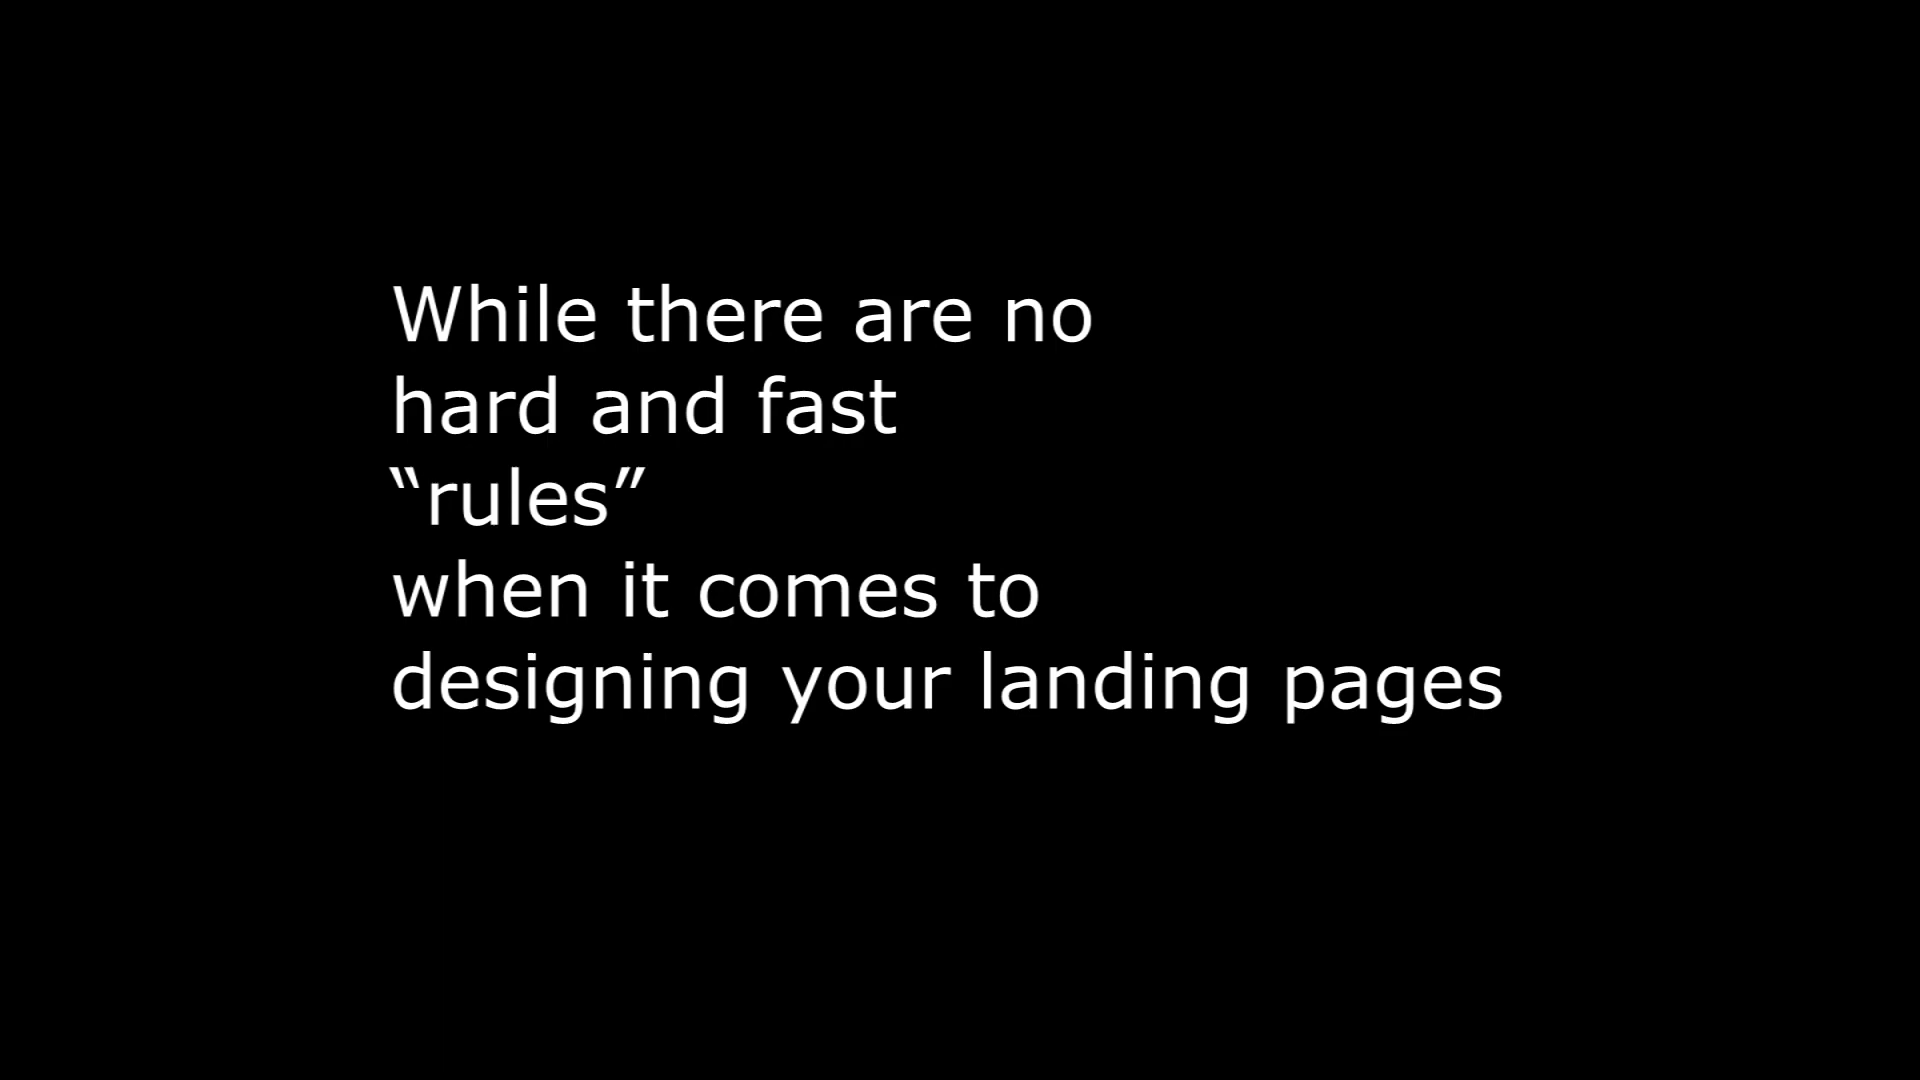 While there are no
hard and fast
“rules”
when it comes to
designing your landing pages